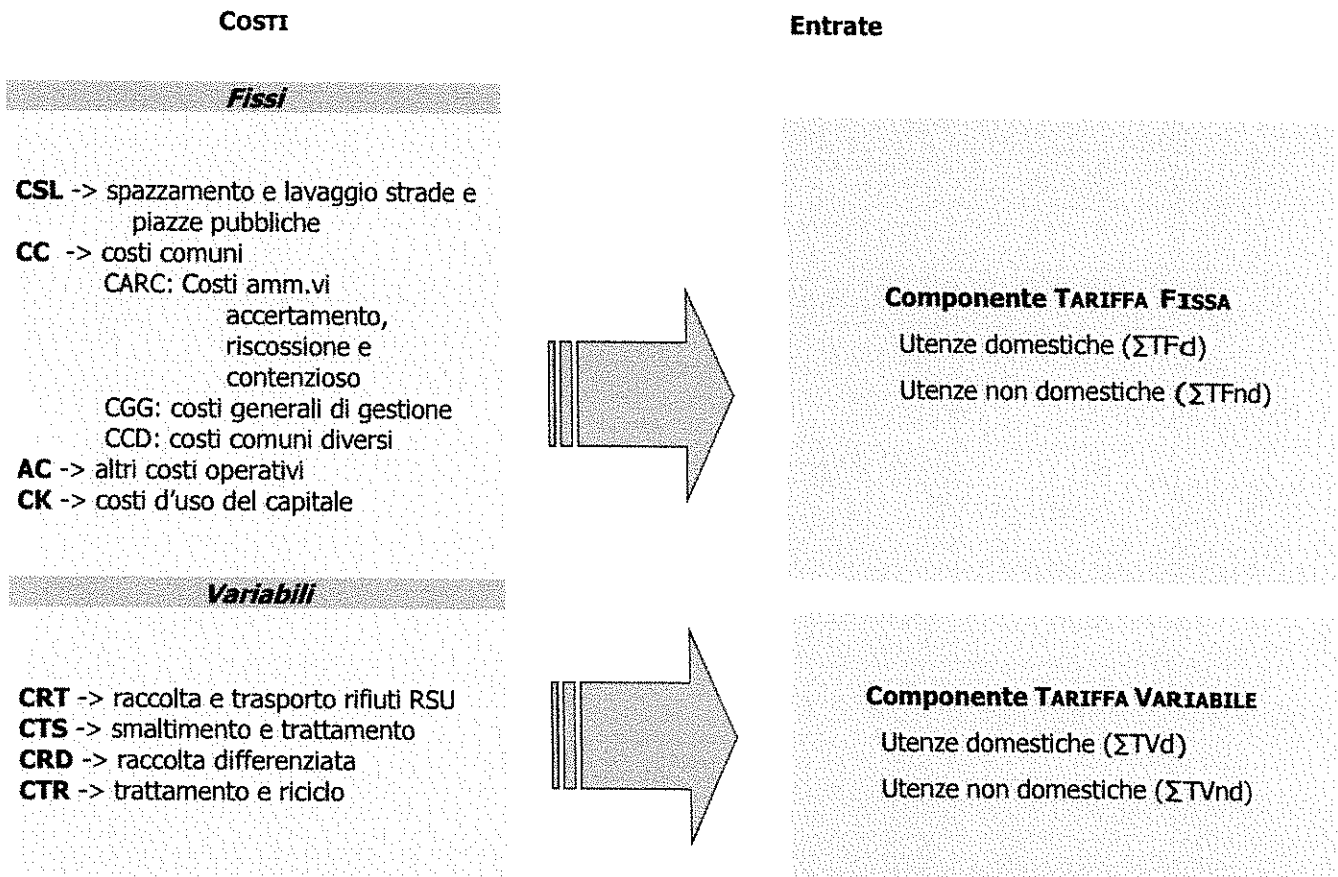 COSTI
Entrate
Fissi
CSL -> spazzamento e lavaggio strade e
piazze pubbliche
CC -> costi comuni
CARC: Costi amm.vi
accertamento,
riscossione e
contenzioso
CGG: costi generali di gestione
CCD: costi comuni diversi
AC -> altri costi operativi
CK -> costi d'uso del capitale
Componente TARIFFA FISSA
Utenze domestiche (ΣTFd)
Utenze non domestiche (ΣTFnd)
Variabili
CRT -> raccolta e trasporto rifiuti RSU
CTS -> smaltimento e trattamento
CRD -> raccolta differenziata
CTR -> trattamento e riciclo
Componente TARIFFA VARIABILE
Utenze domestiche (ΣTVd)
Utenze non domestiche (ΣTVnd)